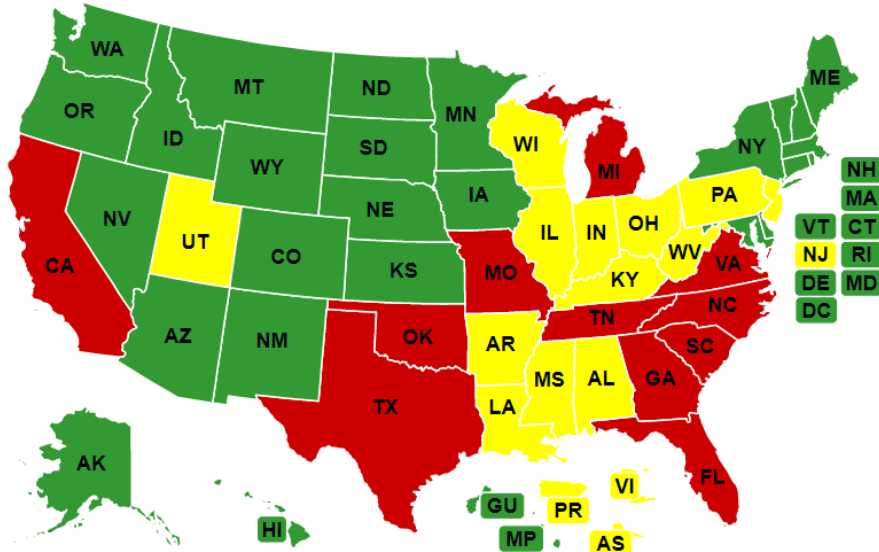 WA
OR
ID
MT
ND
MN
SD
WY
NE
IA
NV
UT
CO
KS
CA
AZ
NM
MO
OK
TX
WI
MI
IL
IN
OH
KY
WV
PA
NY
ME
VA
NC
TN
SC
AR
MS
AL
GA
LA
FL
NH
MA
VT
CT
NJ
RI
DE
MD
DC
AK
HI
GU
MP
PR
VI
AS